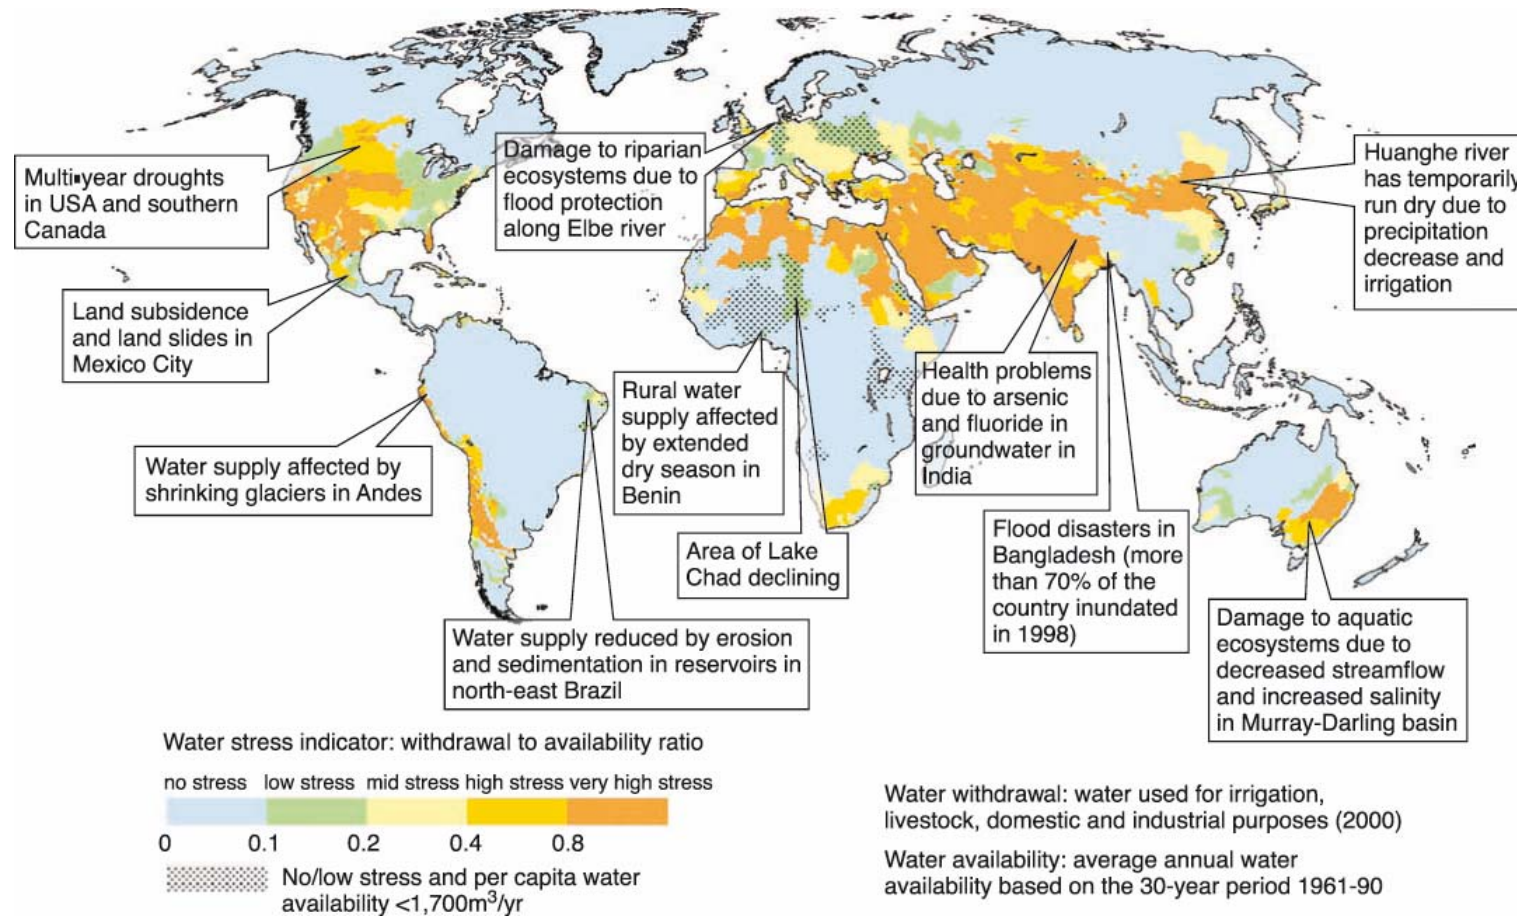 Multi-year droughts
in USA and southern
Canada
Damage to riparian
ecosystems due to
flood protection
along Elbe river
Huanghe river
has temporarily
run dry due to
precipitation
decrease and
irrigation
Land subsidence
and land slides in
Mexico City
Water supply affected by
shrinking glaciers in Andes
Rural water
supply affected
by extended
dry season in
Benin
Health problems
due to arsenic
and fluoride in
groundwater in
India
Area of Lake
Chad declining
Flood disasters in
Bangladesh (more
than 70% of the
country inundated
in 1998)
Damage to aquatic
ecosystems due to
decreased streamflow
and increased salinity
in Murray-Darling basin
Water supply reduced by erosion
and sedimentation in reservoirs in
north-east Brazil
Water stress indicator: withdrawal to availability ratio
no stress low stress mid stress high stress very high stress
0 0.1 0.2 0.4 0.8
No/low stress and per capita water
availability <1,700m³/yr
Water withdrawal: water used for irrigation,
livestock, domestic and industrial purposes (2000)
Water availability: average annual water
availability based on the 30-year period 1961-90